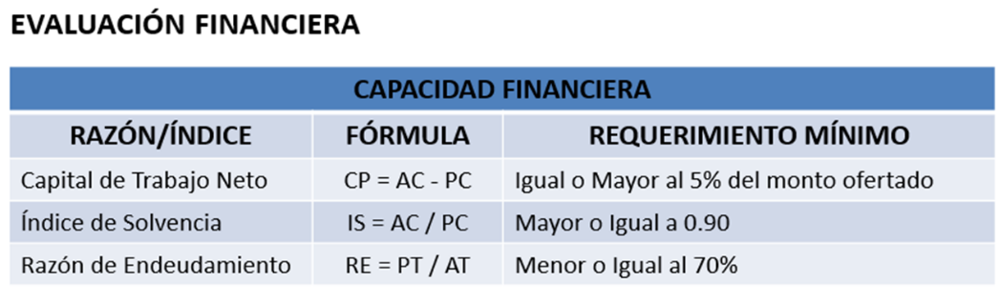 EVALUACIÓN FINANCIERA
CAPACIDAD FINANCIERA
RAZÓN/ÍNDICE FÓRMULA REQUERIMIENTO MÍNIMO
Capital de Trabajo Neto CP = AC - PC Igual o Mayor al 5% del monto ofertado
Índice de Solvencia IS = AC / PC Mayor o Igual a 0.90
Razón de Endeudamiento RE = PT / AT Menor o Igual al 70%